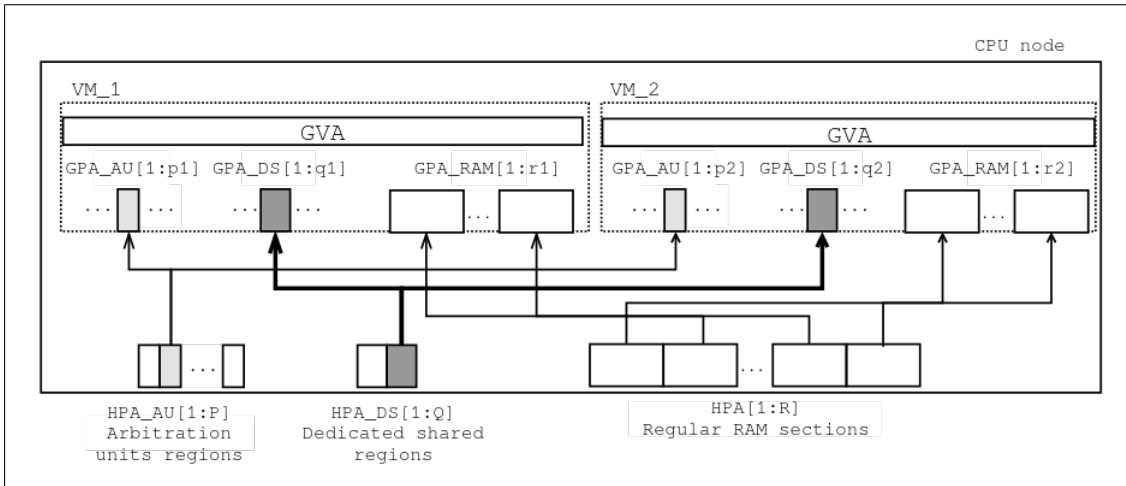 CPU node
VM_1
VM_2
GVA
GVA
GPA_AU[1:p1] GPA_DS[1:q1] GPA_RAM[1:r1]
GPA_AU[1:p2] GPA_DS[1:q2] GPA_RAM[1:r2]
... ... ... ... ...
... ... ... ... ...
... ...
HPA_AU[1:P]
Arbitration
units regions
HPA_DS[1:Q]
Dedicated shared
regions
HPA[1:R]
Regular RAM sections